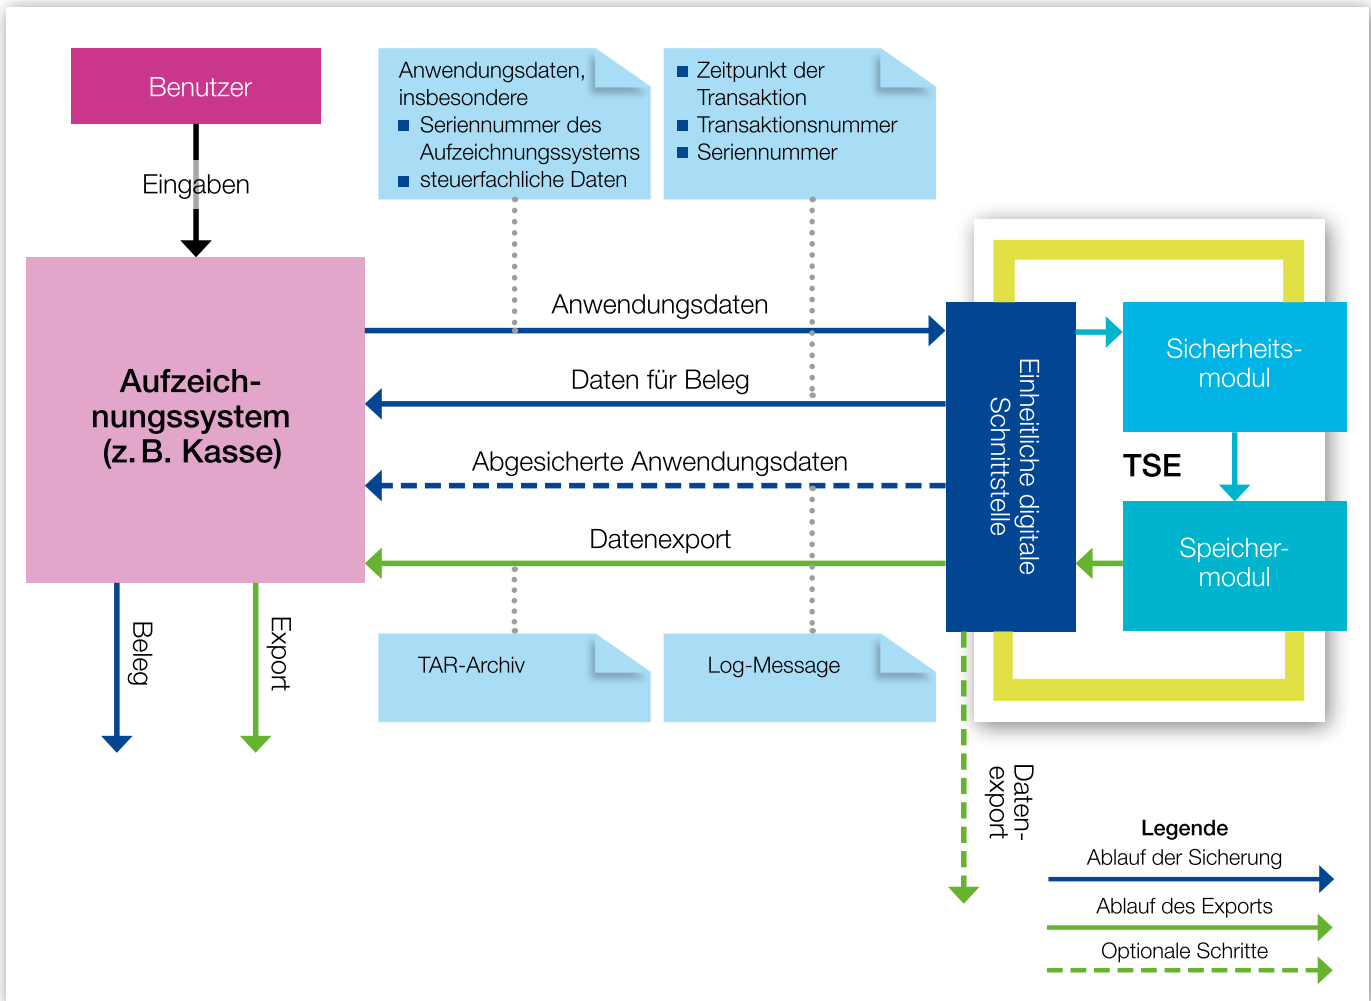 Benutzer
Eingaben
Anwendungsdaten,
insbesondere
Seriennummer des
Aufzeichnungssystems
steuerfachliche Daten
Zeitpunkt der
Transaktion
Transaktionsnummer
Seriennummer
Aufzeich-
nungssystem
(z. B. Kasse)
Anwendungsdaten
Daten für Beleg
Abgesicherte Anwendungsdaten
Datenexport
Einheitliche digitale
Schnittstelle
Sicherheits-
modul
TSE
Speicher-
modul
Beleg
Export
TAR-Archiv
Log-Message
Daten-
export
Legende
Ablauf der Sicherung
Ablauf des Exports
Optionale Schritte